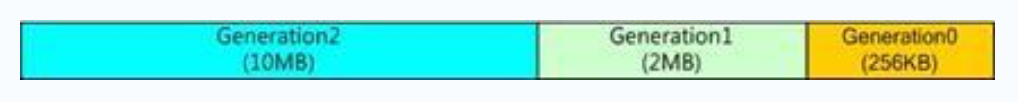 Generation2
(10MB)
Generation1
(2MB)
Generation0
(256KB)